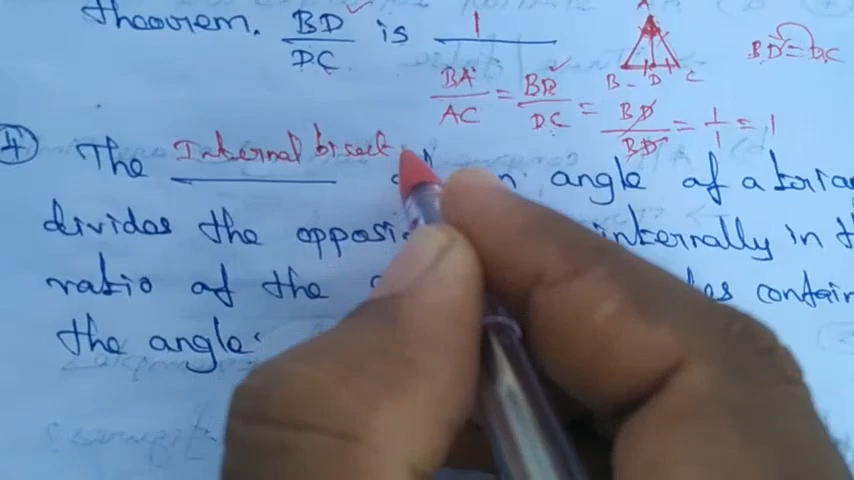 theorem. BD/DC is 1
A
B - D C
BD = DC
BA/AC = BD/DC = BD/BD = 1/1 = 1
4 The Internal bisect angle of a
divides the opposi internally in
ratio of the contain
the angle.